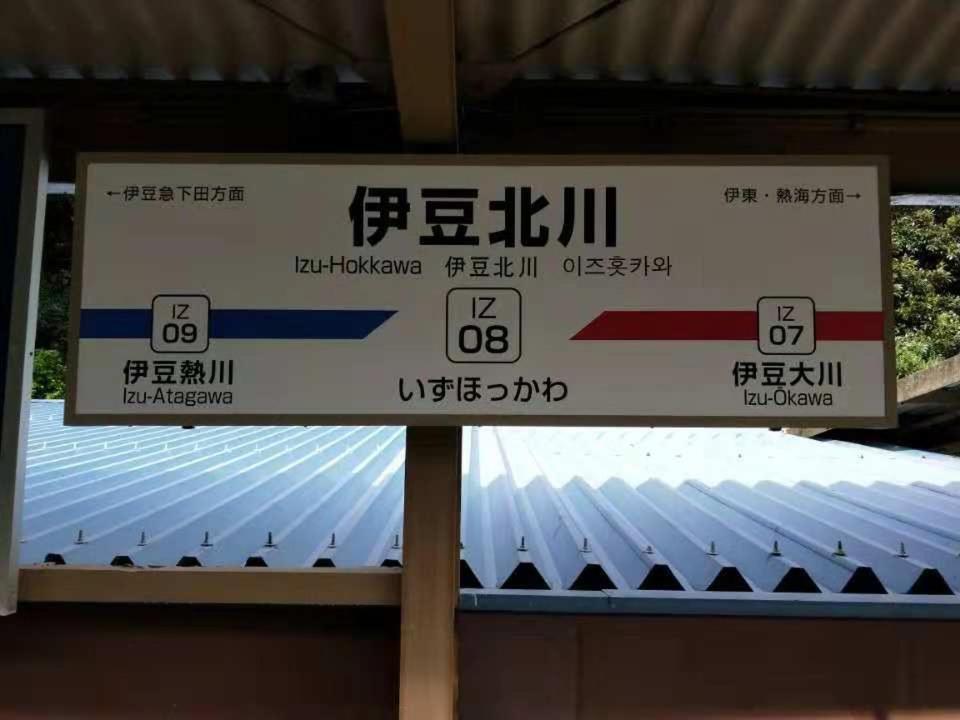 ←伊豆急下田方面
伊豆北川
伊東・熱海方面→
Izu-Hokkawa 伊豆北川 이즈홋카와
IZ
09
IZ
08
IZ
07
伊豆熱川
Izu-Atagawa
いずほっかわ
伊豆大川
Izu-Ōkawa